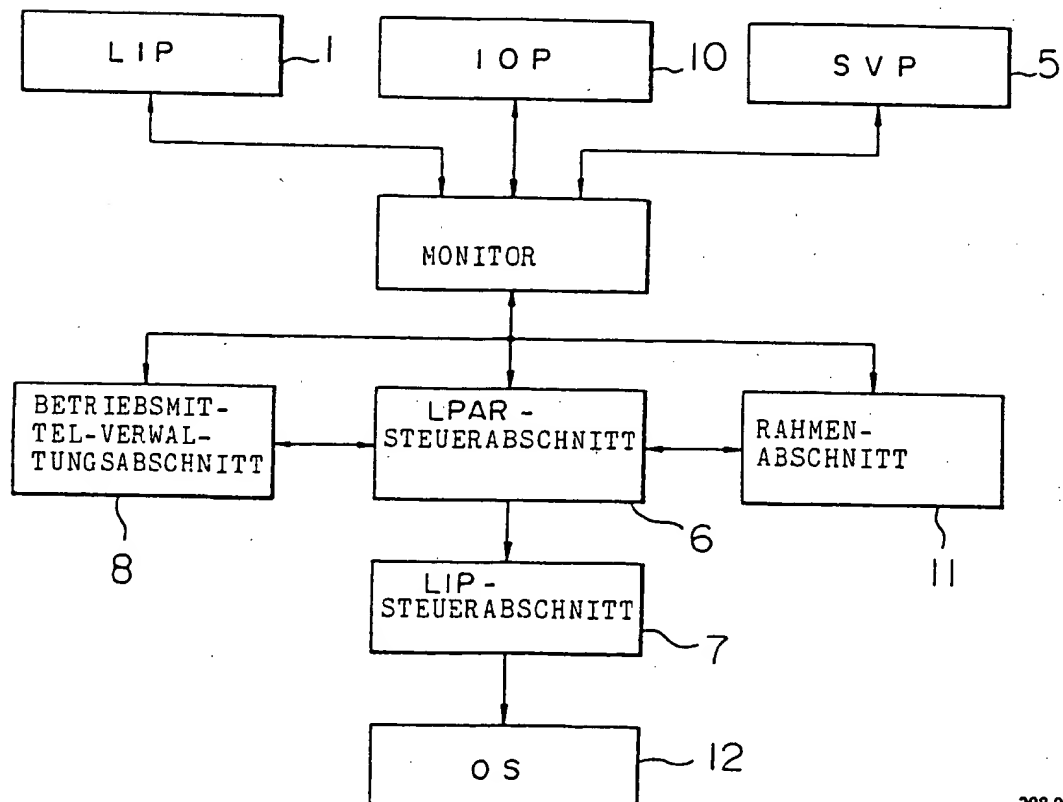 LIP
1
IOP
10
SVP
5
MONITOR
BETRIEBSMIT-
TEL-VERWAL-
TUNGSABSCHNITT
8
LPAR-
STEUERABSCHNITT
6
RAHMEN-
ABSCHNITT
11
LIP-
STEUERABSCHNITT
7
OS
12